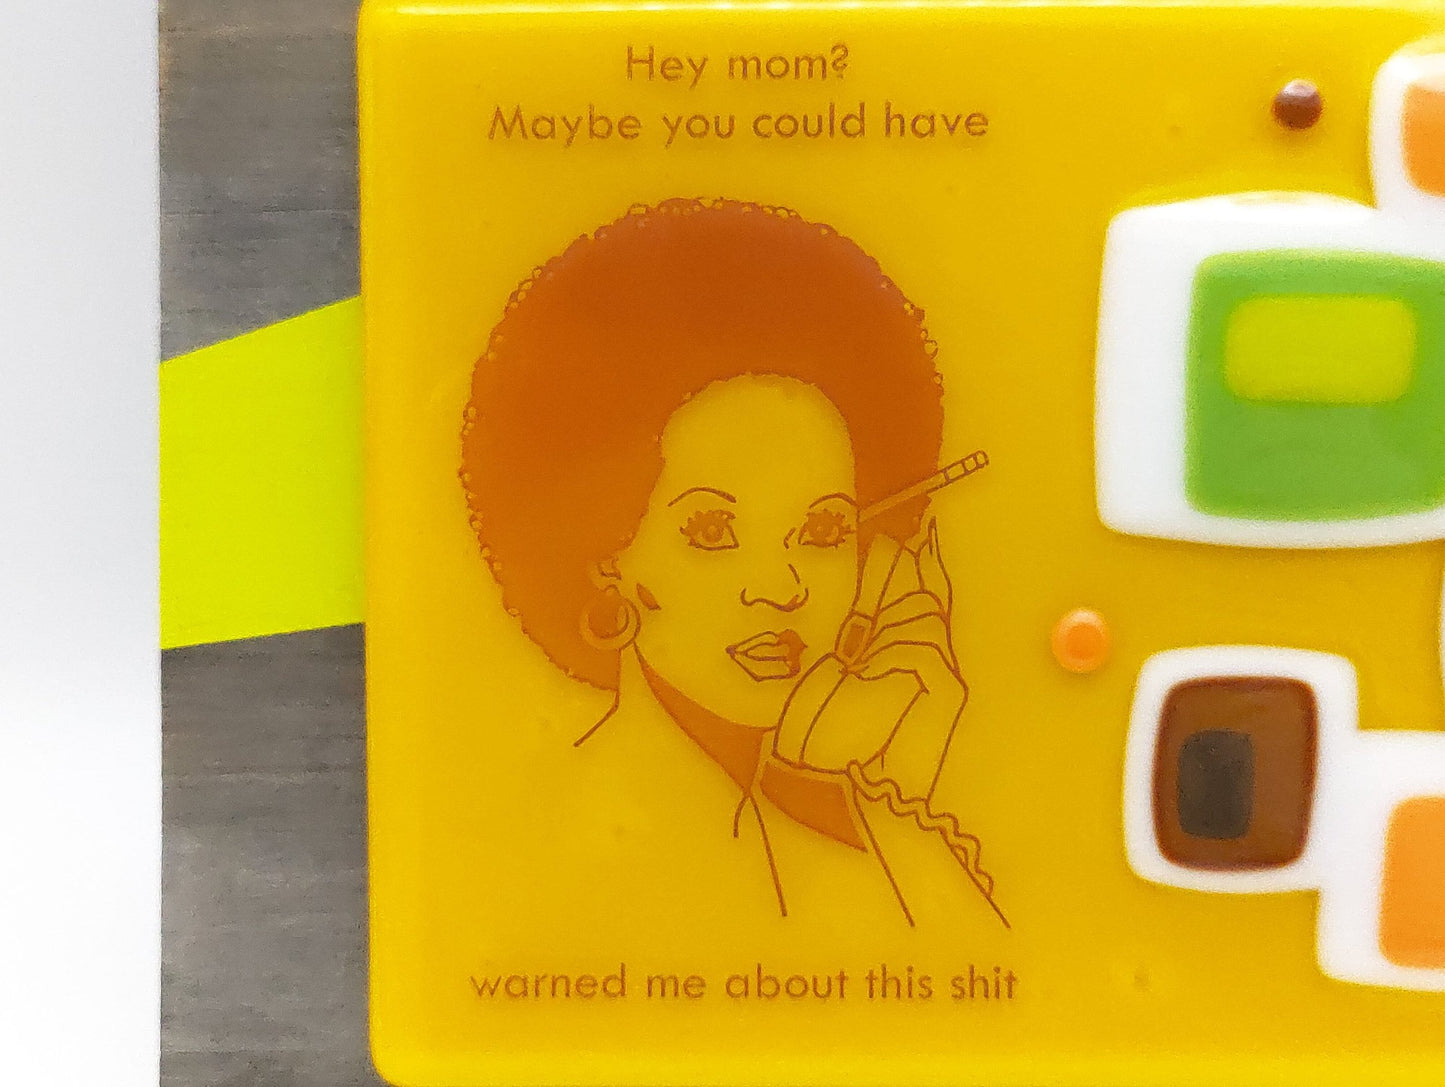 Hey mom?
Maybe you could have
warned me about this shit